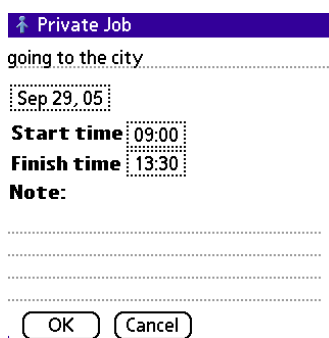 Private Job
going to the city
Sep 29, 05
Start time 09:00
Finish time 13:30
Note:
OK Cancel